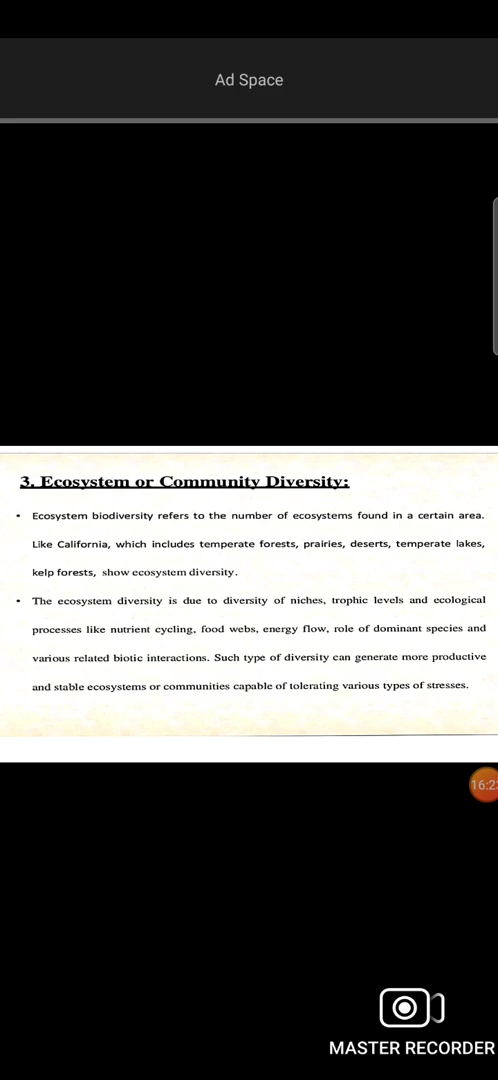 Ad Space
3. Ecosystem or Community Diversity:
• Ecosystem biodiversity refers to the number of ecosystems found in a certain area.
Like California, which includes temperate forests, prairies, deserts, temperate lakes,
kelp forests, show ecosystem diversity.
• The ecosystem diversity is due to diversity of niches, trophic levels and ecological
processes like nutrient cycling, food webs, energy flow, role of dominant species and
various related biotic interactions. Such type of diversity can generate more productive
and stable ecosystems or communities capable of tolerating various types of stresses.
MASTER RECORDER